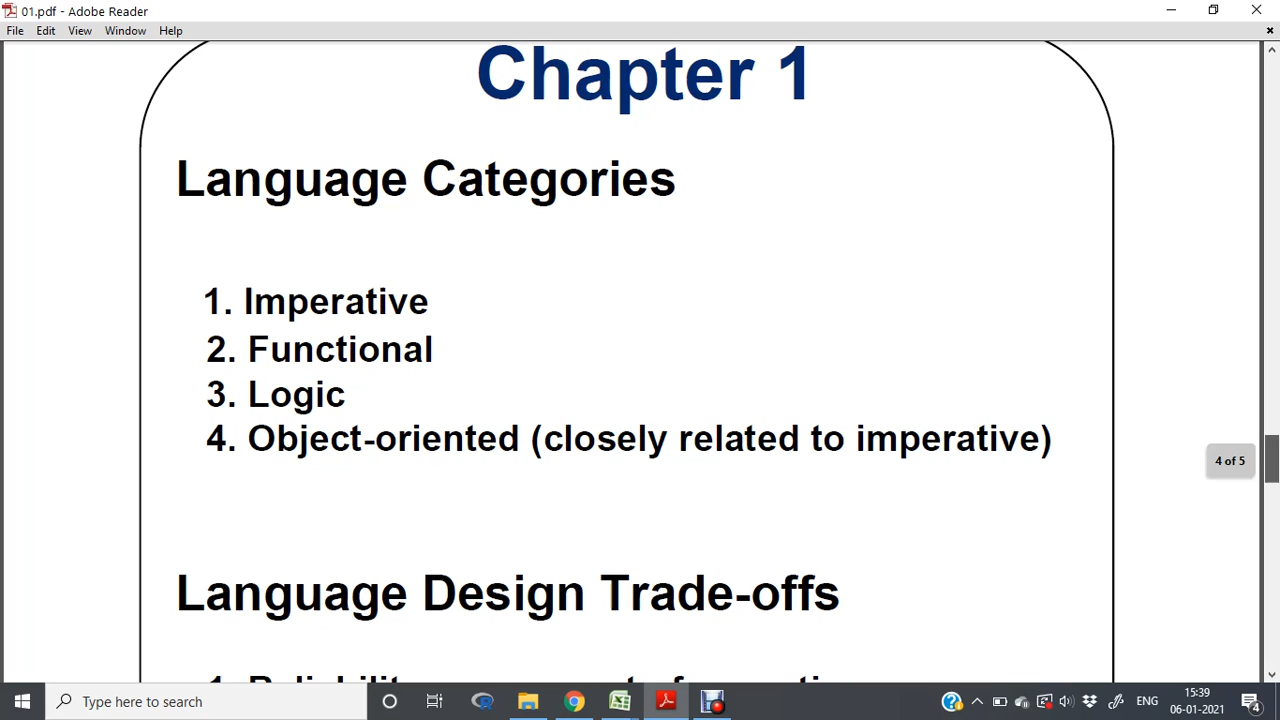 01.pdf - Adobe Reader
File Edit View Window Help
Chapter 1
Language Categories
1. Imperative
2. Functional
3. Logic
4. Object-oriented (closely related to imperative)
4 of 5
Language Design Trade-offs
Type here to search
ENG
15:39
06-01-2021
4